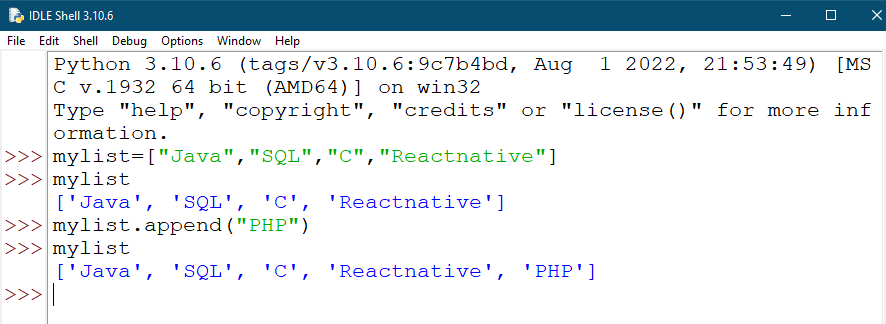 IDLE Shell 3.10.6
File Edit Shell Debug Options Window Help
Python 3.10.6 (tags/v3.10.6:9c7b4bd, Aug  1 2022, 21:53:49) [MS
C v.1932 64 bit (AMD64)] on win32
Type "help", "copyright", "credits" or "license()" for more inf
ormation.
>>> mylist=["Java","SQL","C","Reactnative"]
>>> mylist
['Java', 'SQL', 'C', 'Reactnative']
>>> mylist.append("PHP")
>>> mylist
['Java', 'SQL', 'C', 'Reactnative', 'PHP']
>>>